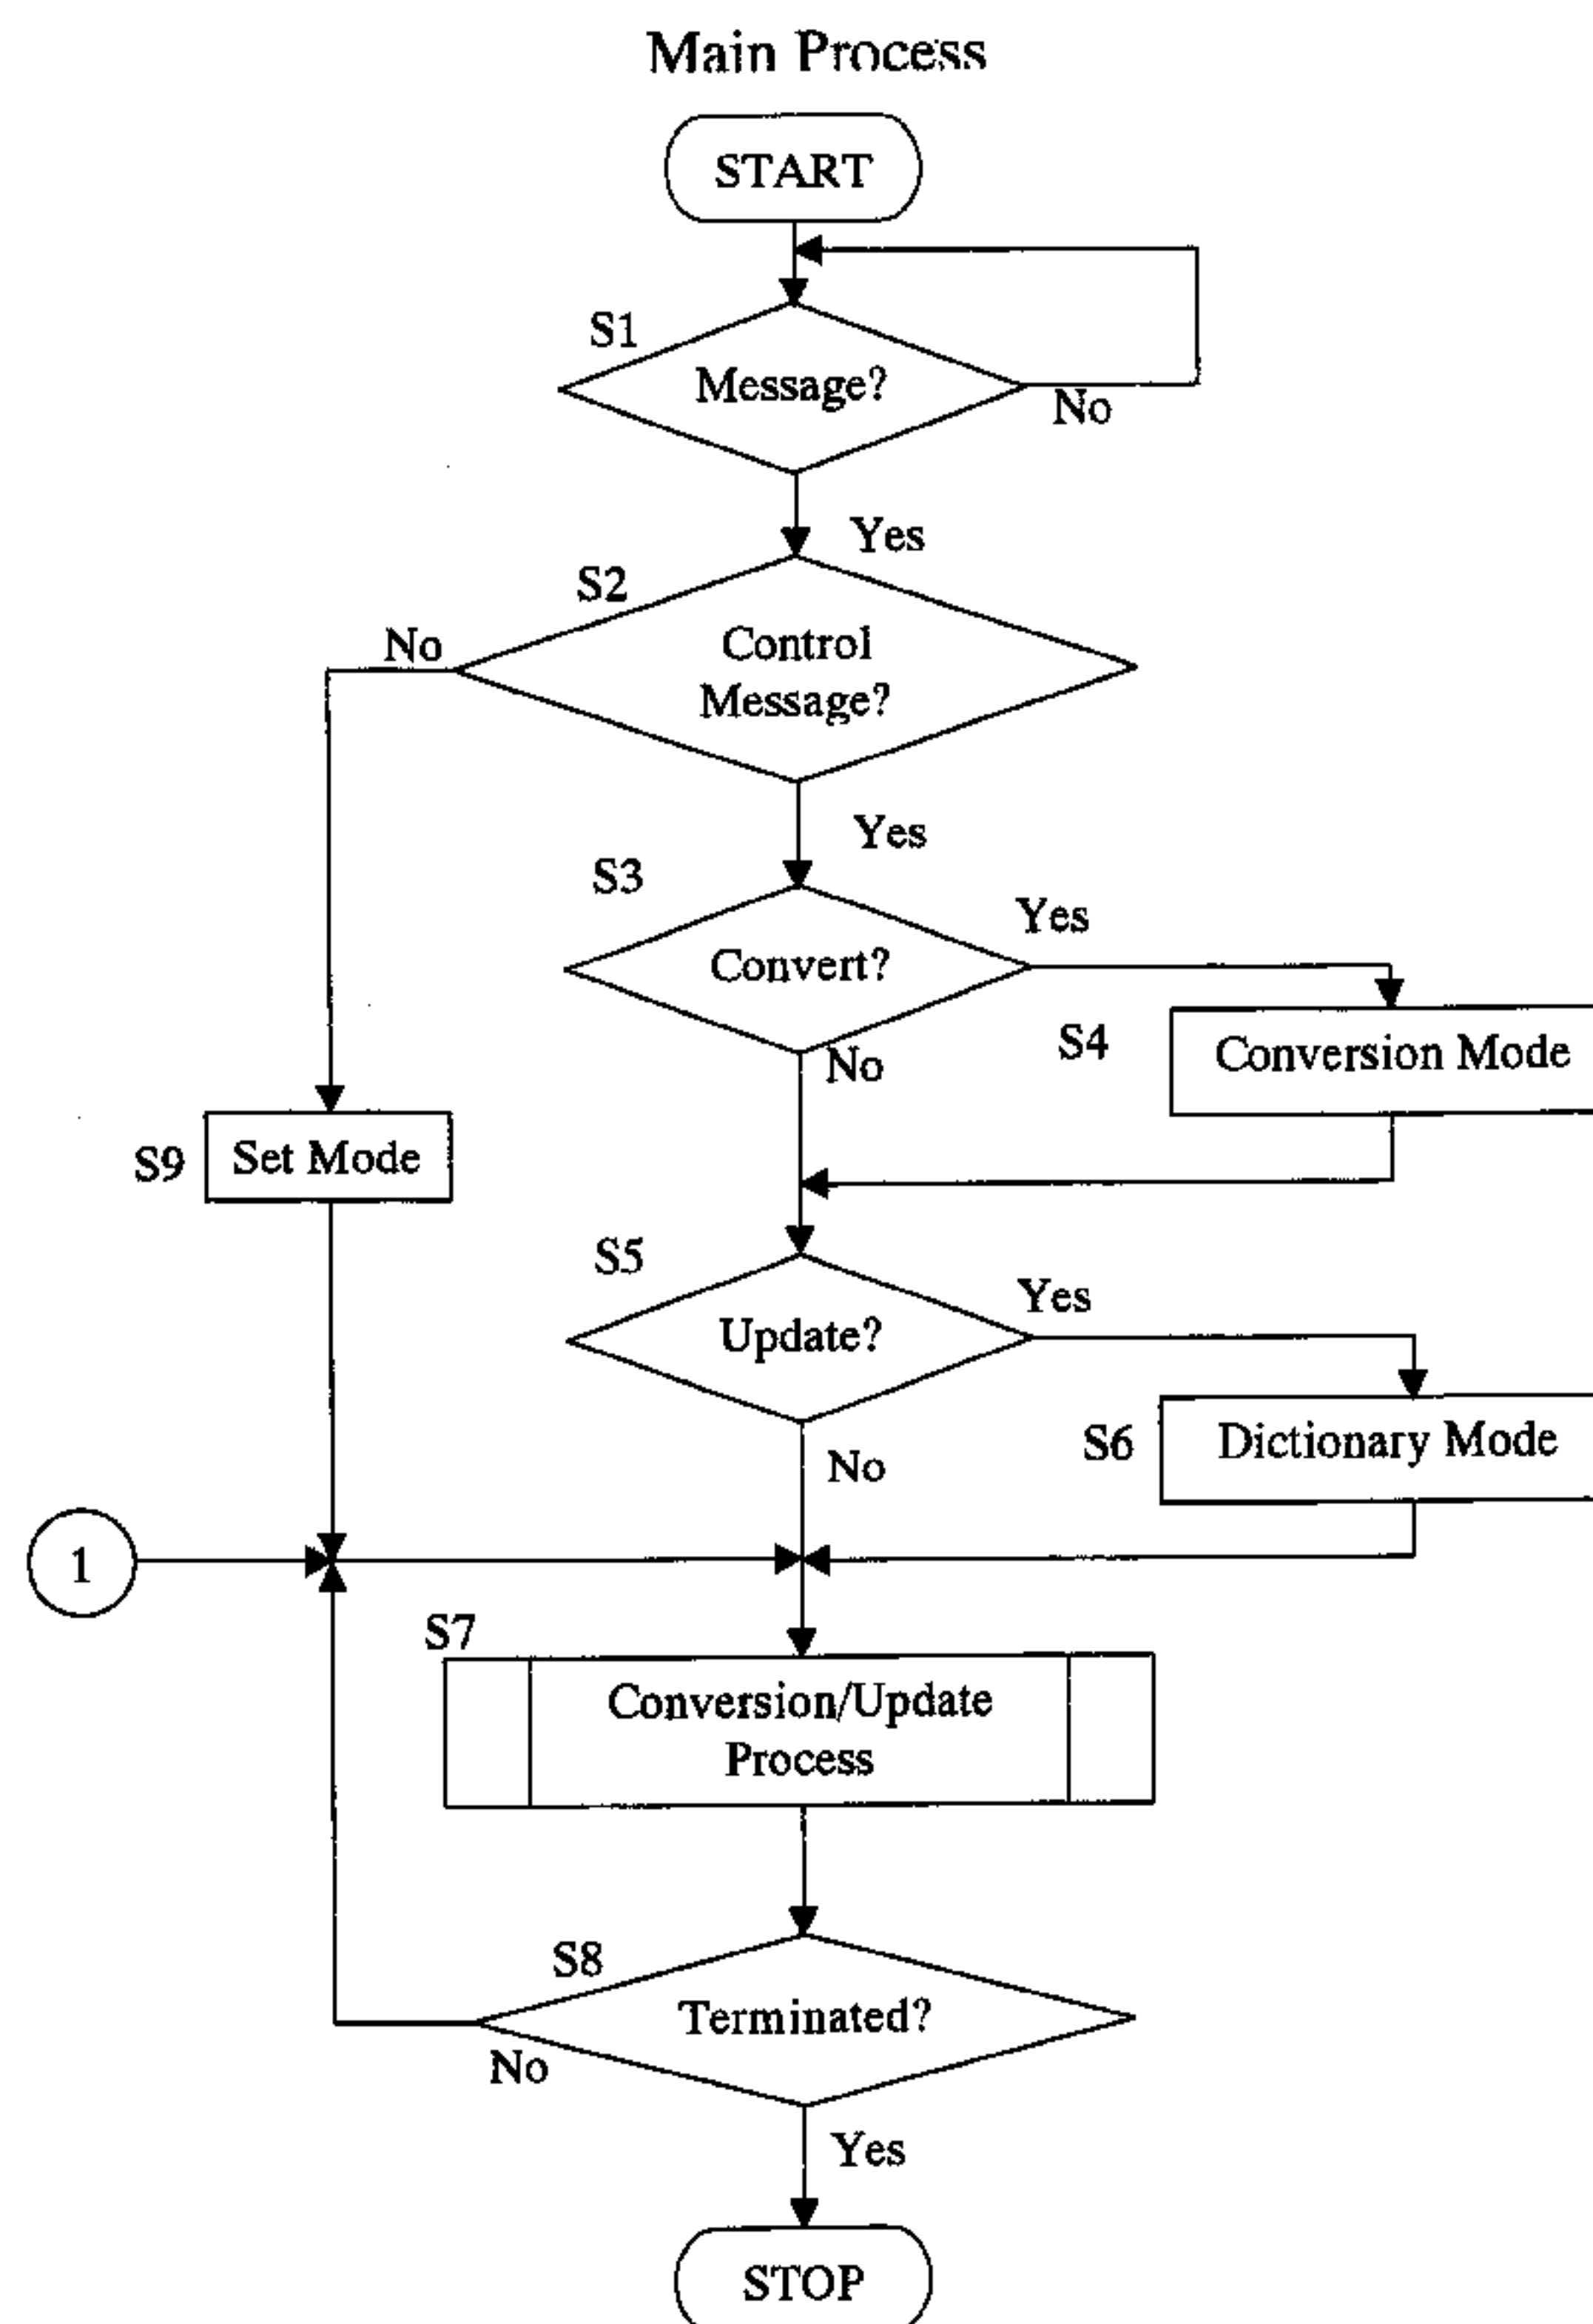 Main Process
START
S1
Message?
No
Yes
S2
No
Control
Message?
Yes
S3
Yes
Convert?
No
S4
Conversion Mode
S9
Set Mode
S5
Yes
Update?
No
S6
Dictionary Mode
1
S7
Conversion/Update
Process
S8
Terminated?
No
Yes
STOP